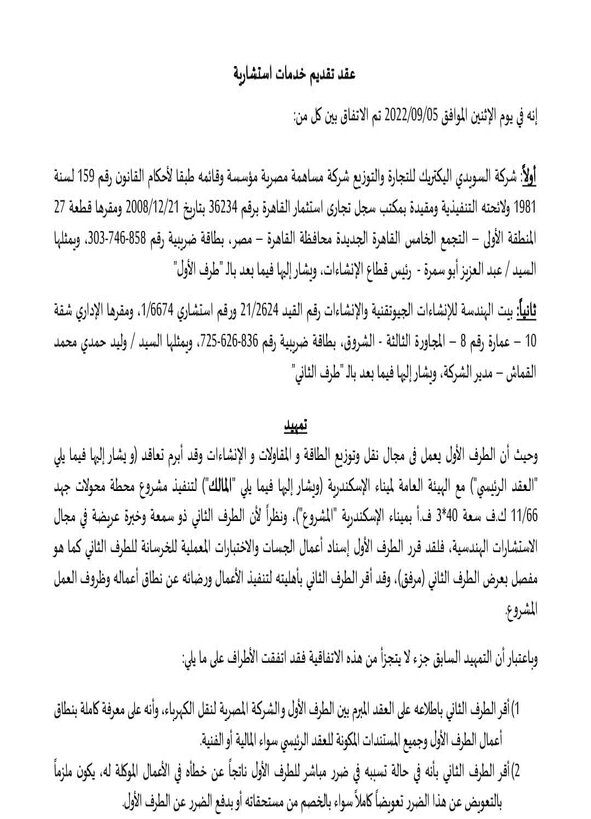 عقد تقديم خدمات استشارية
إنه في يوم الإثنين الموافق 2022/09/05 تم الاتفاق بين كل من:
أولاً: شركة السويدي اليكتريك للتجارة والتوزيع شركة مساهمة مصرية مؤسسة وقائمه طبقا لأحكام القانون رقم 159 لسنة
1981 ولائحته التنفيذية ومقيدة بمكتب سجل تجارى استثمار القاهرة برقم 36234 بتاريخ 2008/12/21 ومقرها قطعة 27
المنطقة الأولى – التجمع الخامس القاهرة الجديدة محافظة القاهرة – مصر، بطاقة ضريبية رقم 858-746-303، ويمثلها
السيد / عبد العزيز أبو سمرة - رئيس قطاع الإنشاءات، ويشار إليها فيما بعد بالـ "طرف الأول"
ثانياً: بيت الهندسة للإنشاءات الجيوتقنية والإنشاءات رقم القيد 21/2624 ورقم استشاري 1/6674، ومقرها الإداري شقة
10 – عمارة رقم 8 – المجاورة الثالثة - الشروق، بطاقة ضريبية رقم 836-626-725، ويمثلها السيد / وليد حمدي محمد
القماش – مدير الشركة، ويشار إليها فيما بعد بالـ "طرف الثاني"
تمهيد
وحيث أن الطرف الأول يعمل فى مجال نقل وتوزيع الطاقة و المقاولات و الإنشاءات وقد أبرم تعاقد (و يشار إليها فيما يلي
"العقد الرئيسي") مع الهيئة العامة لميناء الإسكندرية (ويشار إليها فيما يلي "المالك") لتنفيذ مشروع محطة محولات جهد
11/66 ك.ف سعة 40*3 ف.أ بميناء الإسكندرية "المشروع")، ونظراً لأن الطرف الثاني ذو سمعة وخبرة عريضة في مجال
الاستشارات الهندسية، فلقد قرر الطرف الأول إسناد أعمال الجسات والاختبارات المعملية للخرسانة للطرف الثاني كما هو
مفصل بعرض الطرف الثاني (مرفق)، وقد أقر الطرف الثاني بأهليته لتنفيذ الأعمال ورضائه عن نطاق أعماله وظروف العمل
المشروع.
وباعتبار أن التمهيد السابق جزء لا يتجزأ من هذه الاتفاقية فقد اتفقت الأطراف على ما يلي:
1) أقر الطرف الثاني باطلاعه على العقد المبرم بين الطرف الأول والشركة المصرية لنقل الكهرباء، وأنه على معرفة كاملة بنطاق
أعمال الطرف الأول وجميع المستندات المكونة للعقد الرئيسي سواء المالية أو الفنية.
2) أقر الطرف الثاني بأنه في حالة تسببه في ضرر مباشر للطرف الأول ناتجاً عن خطأه في الأعمال الموكلة له، يكون ملزماً
بالتعويض عن هذا الضرر تعويضاً كاملاً سواء بالخصم من مستحقاته أو بدفع الضرر عن الطرف الأول.